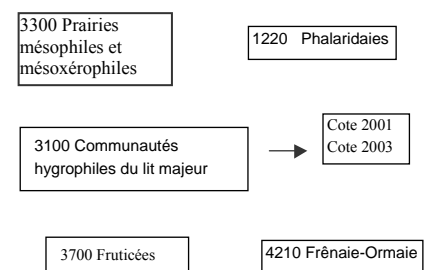 3300 Prairies
mésophiles et
mésoxérophiles
1220 Phalaridaies
3100 Communautés
hygrophiles du lit majeur
Cote 2001
Cote 2003
3700 Fruticées
4210 Frênaie-Ormaie